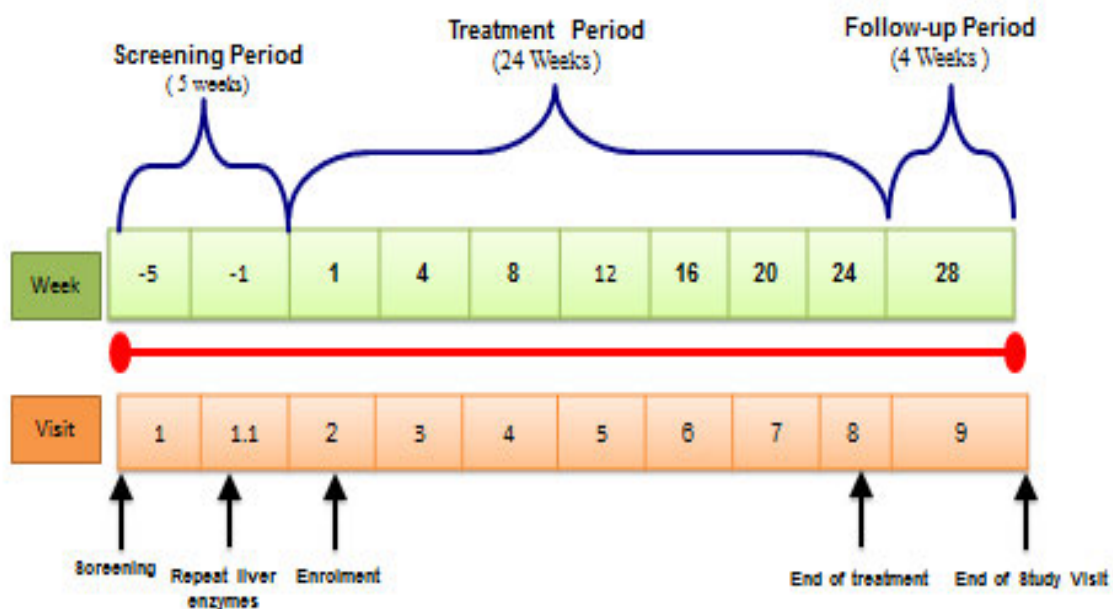 Screening Period
( 5 weeks)
Treatment Period
(24 Weeks)
Follow-up Period
(4 Weeks )
Week
-5 -1 1 4 8 12 16 20 24 28
Visit
1 1.1 2 3 4 5 6 7 8 9
Screening
Repeat liver
enzymes
Enrolment
End of treatment
End of Study Visit